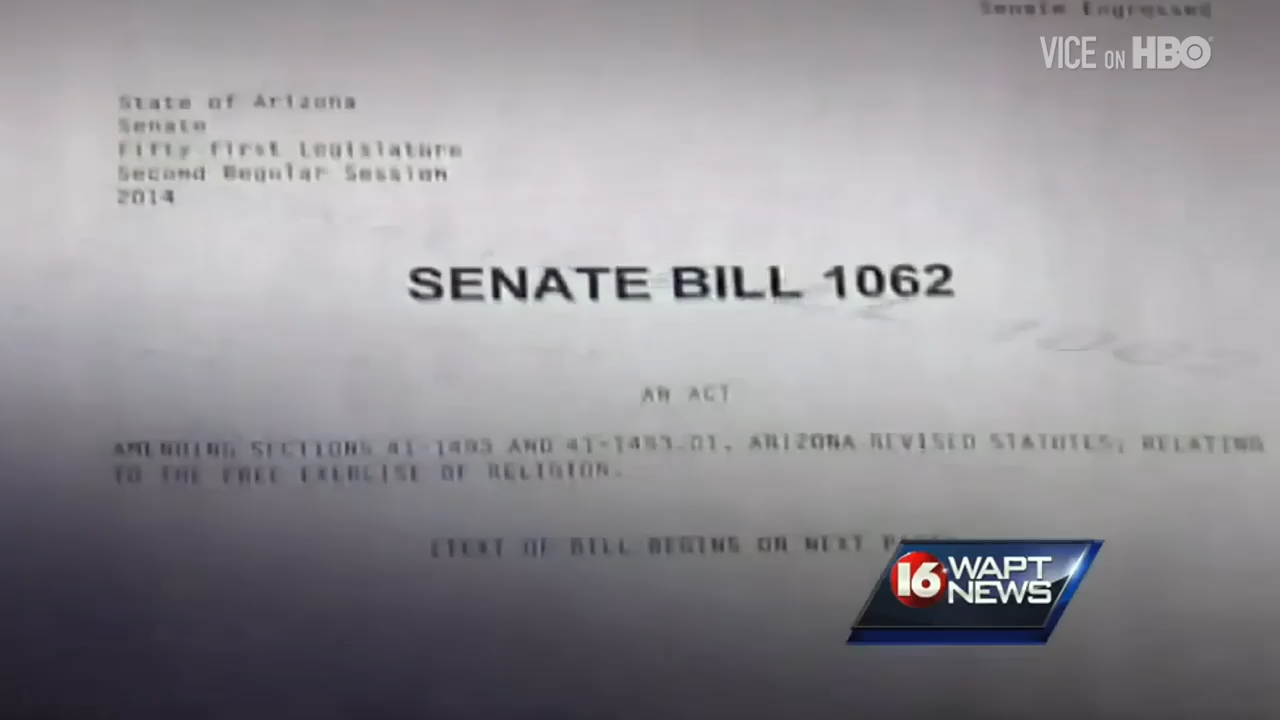 Senate Engrossed
VICE ON HBO
State of Arizona
Senate
Fifty-first Legislature
Second Regular Session
2014
SENATE BILL 1062
AN ACT
AMENDING SECTIONS 41-1493 AND 41-1493.01, ARIZONA REVISED STATUTES, RELATING
TO THE FREE EXERCISE OF RELIGION.
(TEXT OF BILL BEGINS ON NEXT
16 WAPT
NEWS